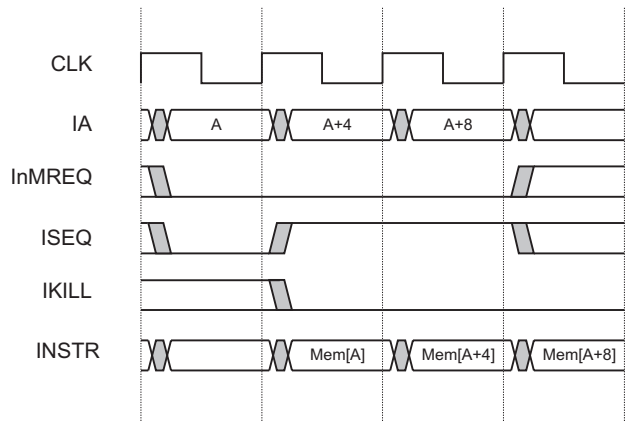 CLK
IA A A+4 A+8
InMREQ
ISEQ
IKILL
INSTR Mem[A] Mem[A+4] Mem[A+8]